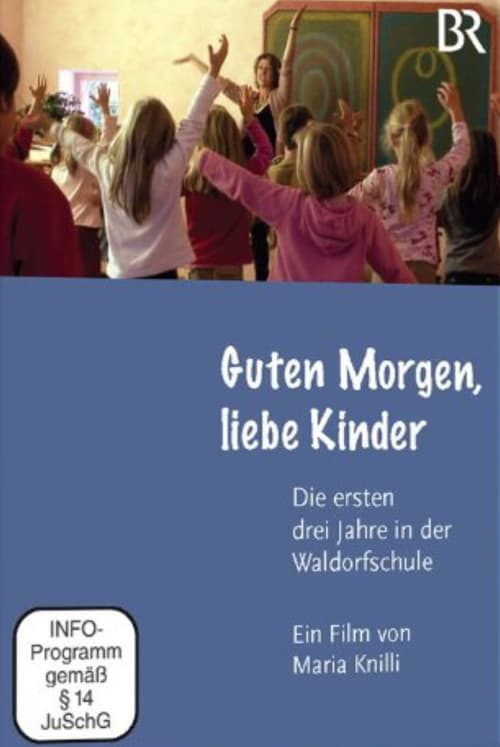 BR
Guten Morgen,
liebe Kinder
Die ersten
drei Jahre in der
Waldorfschule
Ein Film von
Maria Knilli
INFO-
Programm
gemäß
§ 14
JuSchG